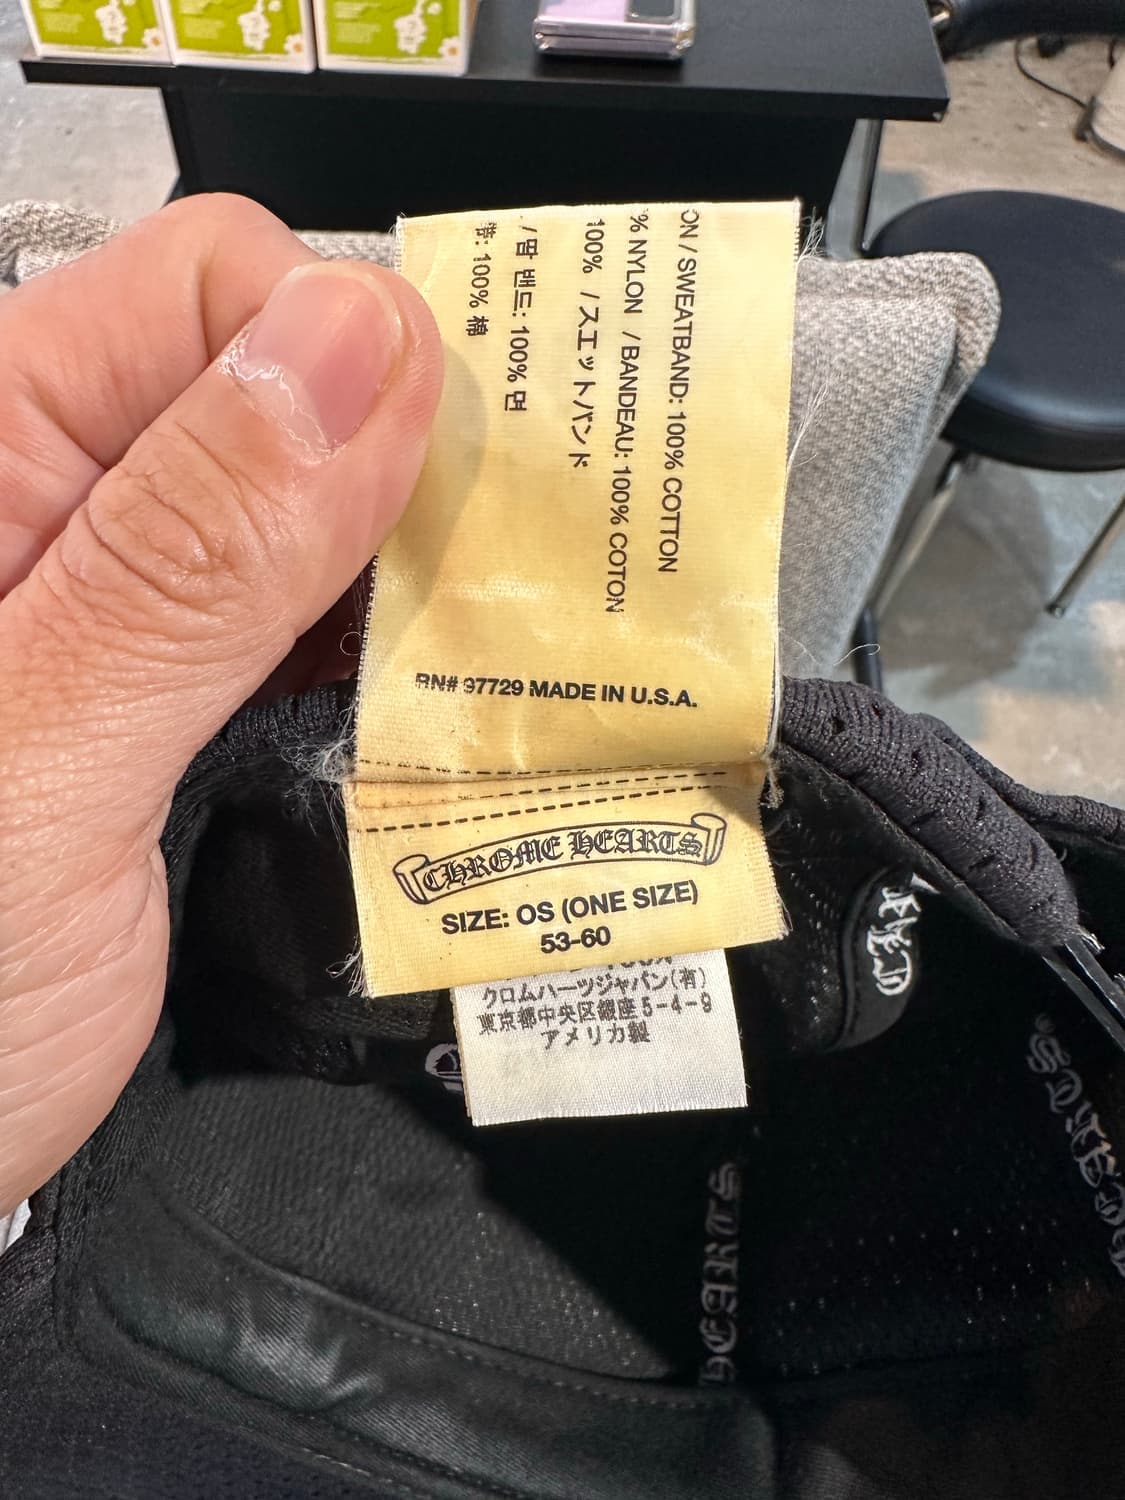 ON / SWEATBAND: 100% COTTON
% NYLON / BANDEAU: 100% COTON
100% / スエットバンド
/ 땀 밴드: 100% 면
帯: 100% 棉
RN# 97729 MADE IN U.S.A.
CHROME HEARTS
SIZE: OS (ONE SIZE)
53-60
クロムハーツジャパン(有)
東京都中央区銀座5-4-9
アメリカ製
HEARTS